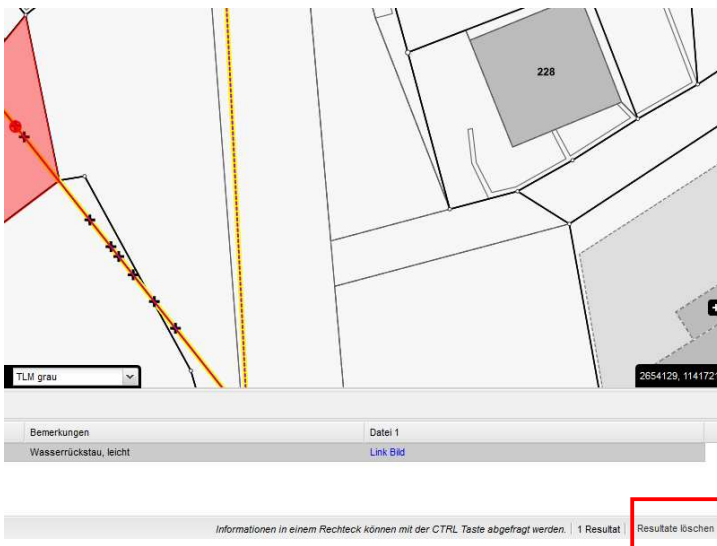 228
TLM grau
2654129, 1141721
Bemerkungen Datei 1
Wasserrückstau, leicht Link Bild
Informationen in einem Rechteck können mit der CTRL Taste abgefragt werden. 1 Resultat Resultate löschen